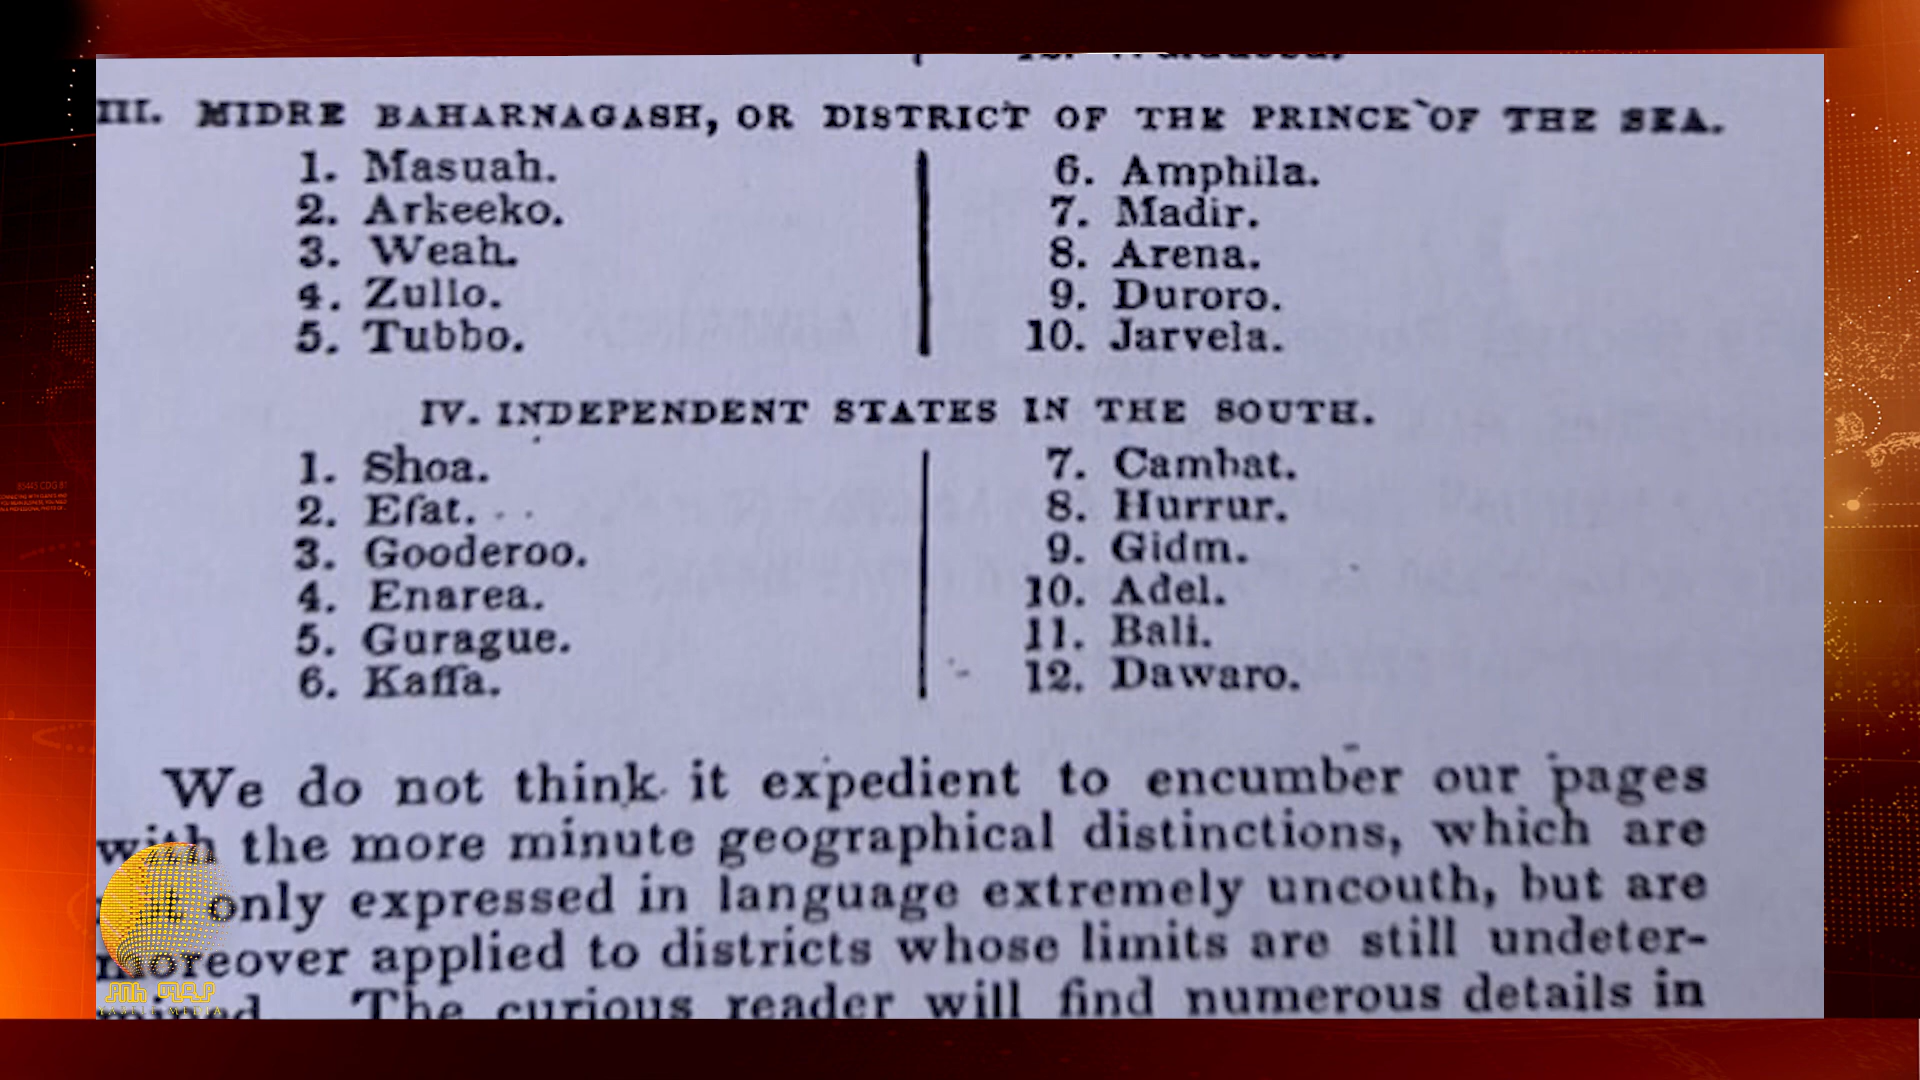 III. MIDRE BAHARNAGASH, OR DISTRICT OF THE PRINCE OF THE SEA.
1. Masuah.
2. Arkeeko.
3. Weah.
4. Zullo.
5. Tubbo.
6. Amphila.
7. Madir.
8. Arena.
9. Duroro.
10. Jarvela.
IV. INDEPENDENT STATES IN THE SOUTH.
1. Shoa.
2. Efat.
3. Gooderoo.
4. Enarea.
5. Gurague.
6. Kaffa.
7. Cambat.
8. Hurrur.
9. Gidm.
10. Adel.
11. Bali.
12. Dawaro.
We do not think it expedient to encumber our pages
with the more minute geographical distinctions, which are
only expressed in language extremely uncouth, but are
moreover applied to districts whose limits are still undeter-
mined. The curious reader will find numerous details in
MEDIA